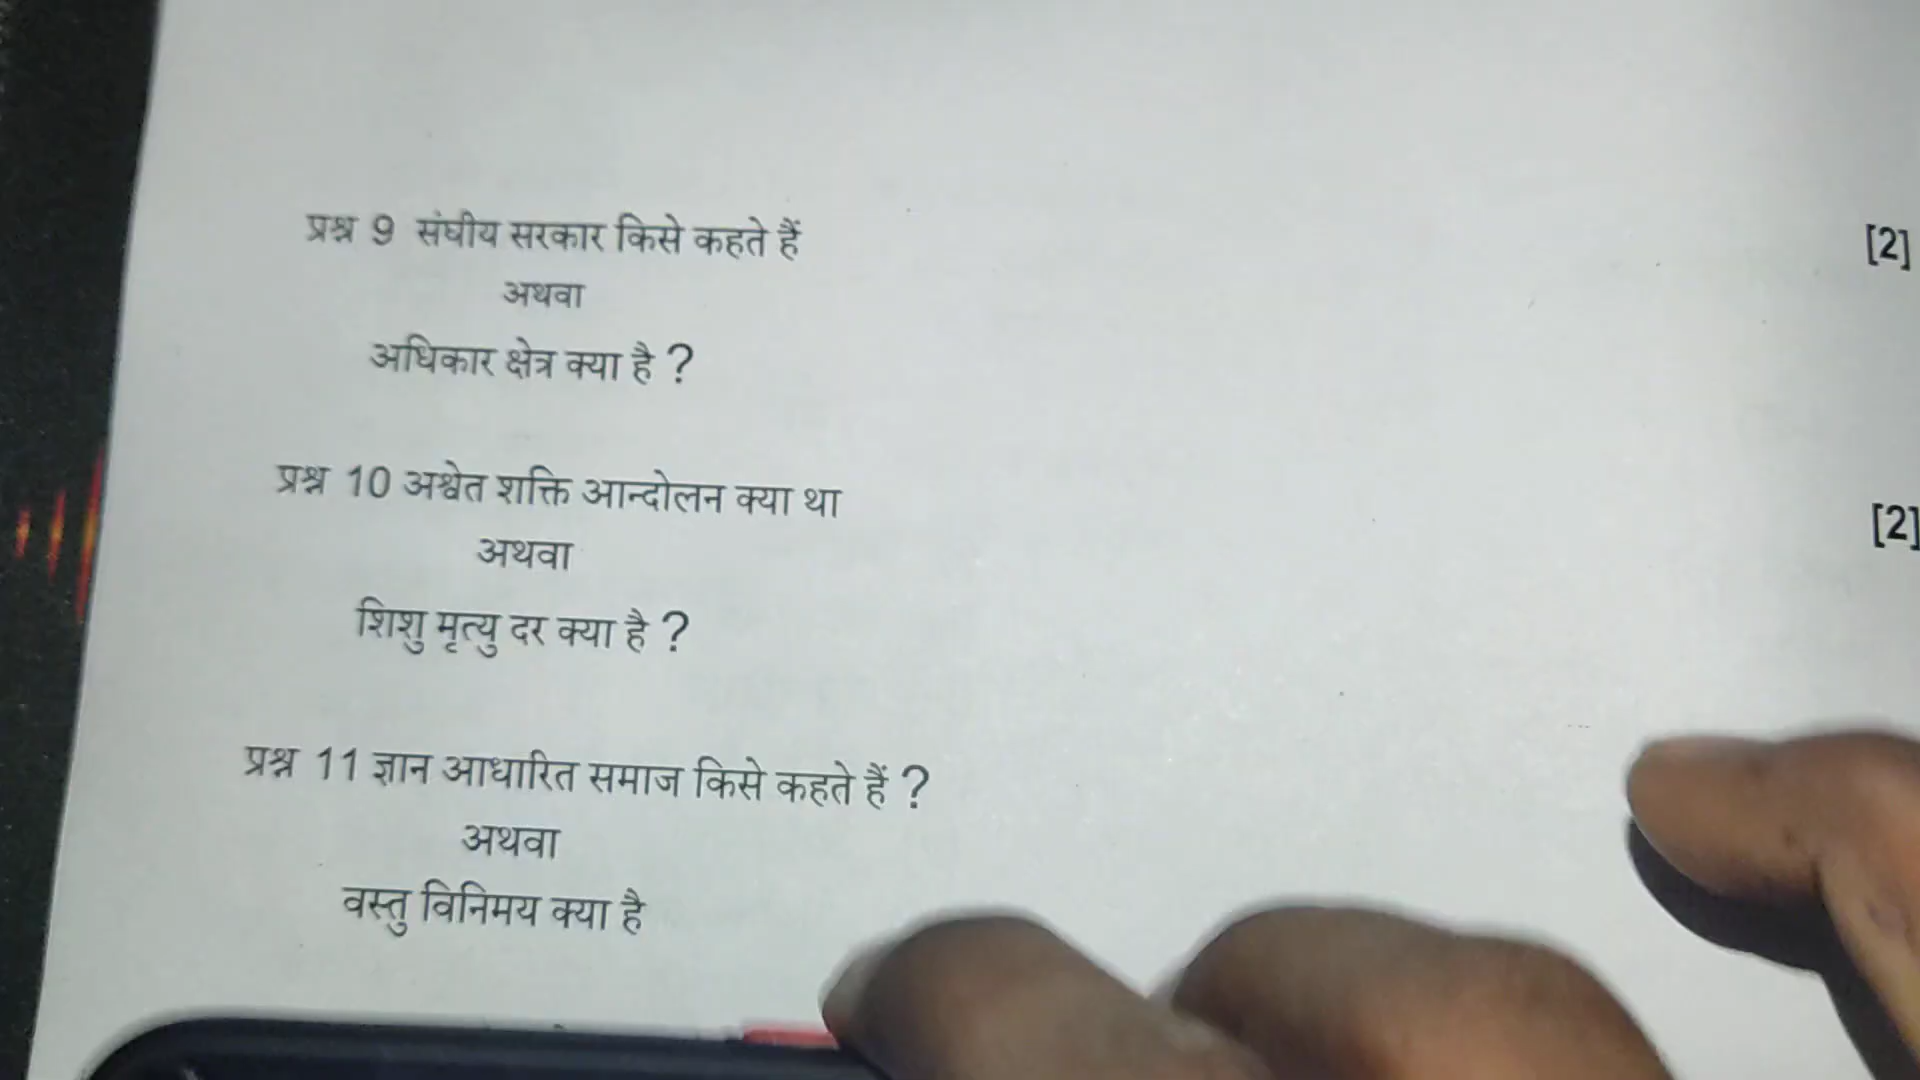 प्रश्न 9 संघीय सरकार किसे कहते हैं [2]
अथवा
अधिकार क्षेत्र क्या है ?
प्रश्न 10 अश्वेत शक्ति आन्दोलन क्या था [2]
अथवा
शिशु मृत्यु दर क्या है ?
प्रश्न 11 ज्ञान आधारित समाज किसे कहते हैं ?
अथवा
वस्तु विनिमय क्या है